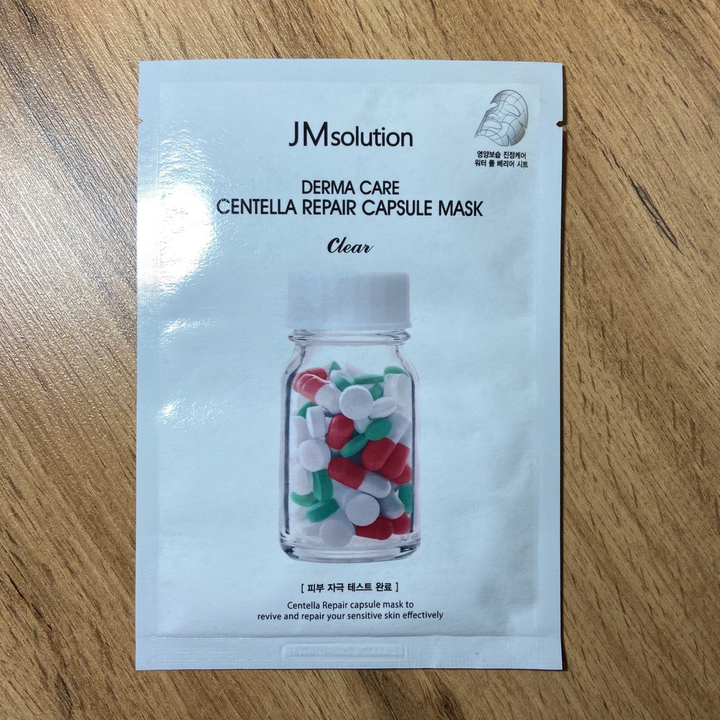 JMsolution
영양보습 진정케어
워터 풀 베리어 시트
DERMA CARE
CENTELLA REPAIR CAPSULE MASK
Clear
[ 피부 자극 테스트 완료 ]
Centella Repair capsule mask to
revive and repair your sensitive skin effectively